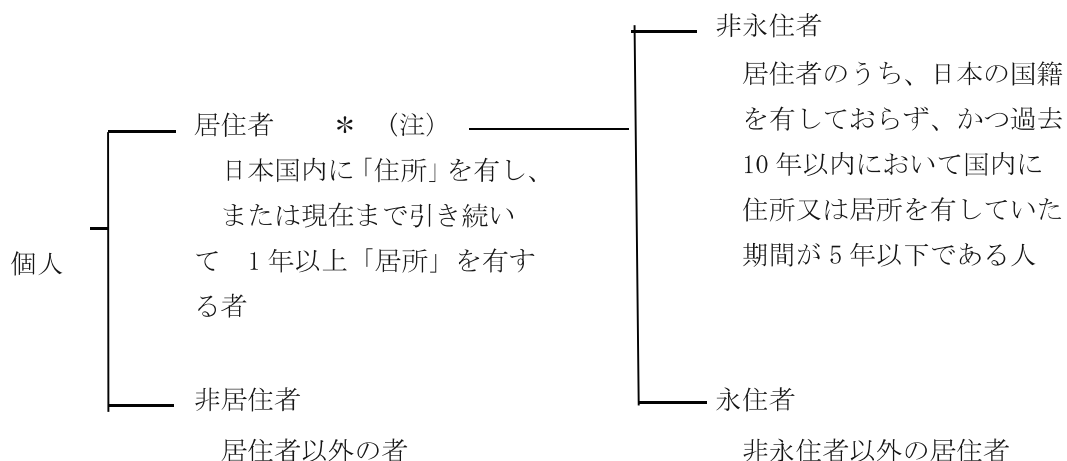 個人
居住者　　＊　（注）
日本国内に「住所」を有し、
または現在まで引き続い
て　１年以上「居所」を有す
る者
非居住者
居住者以外の者
非永住者
居住者のうち、日本の国籍
を有しておらず、かつ過去
10 年以内において国内に
住所又は居所を有していた
期間が 5 年以下である人
永住者
非永住者以外の居住者